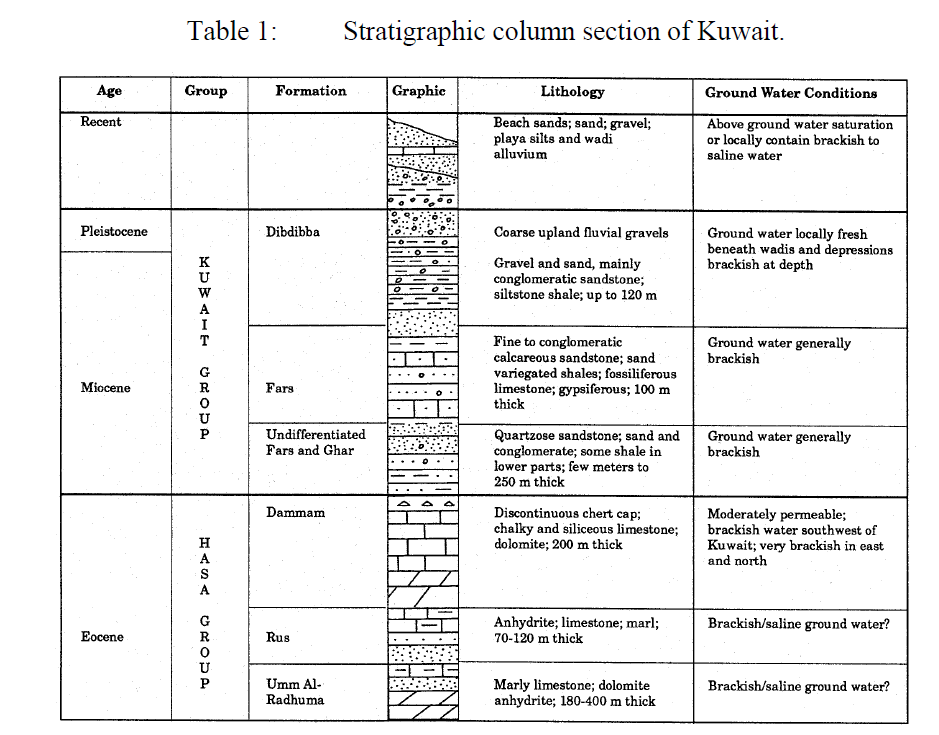 Table 1: Stratigraphic column section of Kuwait.
Age Group Formation Graphic Lithology Ground Water Conditions
Recent
Beach sands; sand; gravel;
playa silts and wadi
alluvium
Above ground water saturation
or locally contain brackish to
saline water
Pleistocene
KUWAIT GROUP
Dibdibba
Coarse upland fluvial gravels
Gravel and sand, mainly
conglomeratic sandstone;
siltstone shale; up to 120 m
Ground water locally fresh
beneath wadis and depressions
brackish at depth
Miocene
Fars
Fine to conglomeratic
calcareous sandstone; sand
variegated shales; fossiliferous
limestone; gypsiferous; 100 m
thick
Ground water generally
brackish
Undifferentiated
Fars and Ghar
Quartzose sandstone; sand and
conglomerate; some shale in
lower parts; few meters to
250 m thick
Ground water generally
brackish
Eocene
HASA GROUP
Dammam
Discontinuous chert cap;
chalky and siliceous limestone;
dolomite; 200 m thick
Moderately permeable;
brackish water southwest of
Kuwait; very brackish in east
and north
Rus
Anhydrite; limestone; marl;
70-120 m thick
Brackish/saline ground water?
Umm Al-
Radhuma
Marly limestone; dolomite
anhydrite; 180-400 m thick
Brackish/saline ground water?